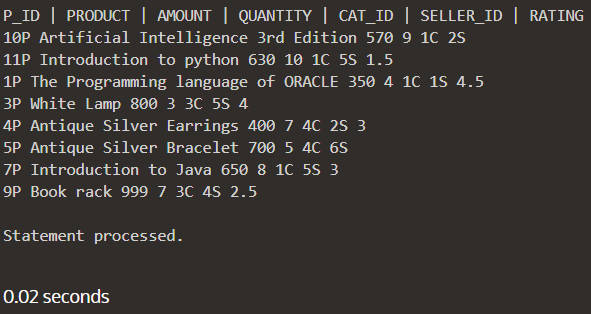 P_ID | PRODUCT | AMOUNT | QUANTITY | CAT_ID | SELLER_ID | RATING
10P Artificial Intelligence 3rd Edition 570 9 1C 2S
11P Introduction to python 630 10 1C 5S 1.5
1P The Programming language of ORACLE 350 4 1C 1S 4.5
3P White Lamp 800 3 3C 5S 4
4P Antique Silver Earrings 400 7 4C 2S 3
5P Antique Silver Bracelet 700 5 4C 6S
7P Introduction to Java 650 8 1C 5S 3
9P Book rack 999 7 3C 4S 2.5
Statement processed.
0.02 seconds